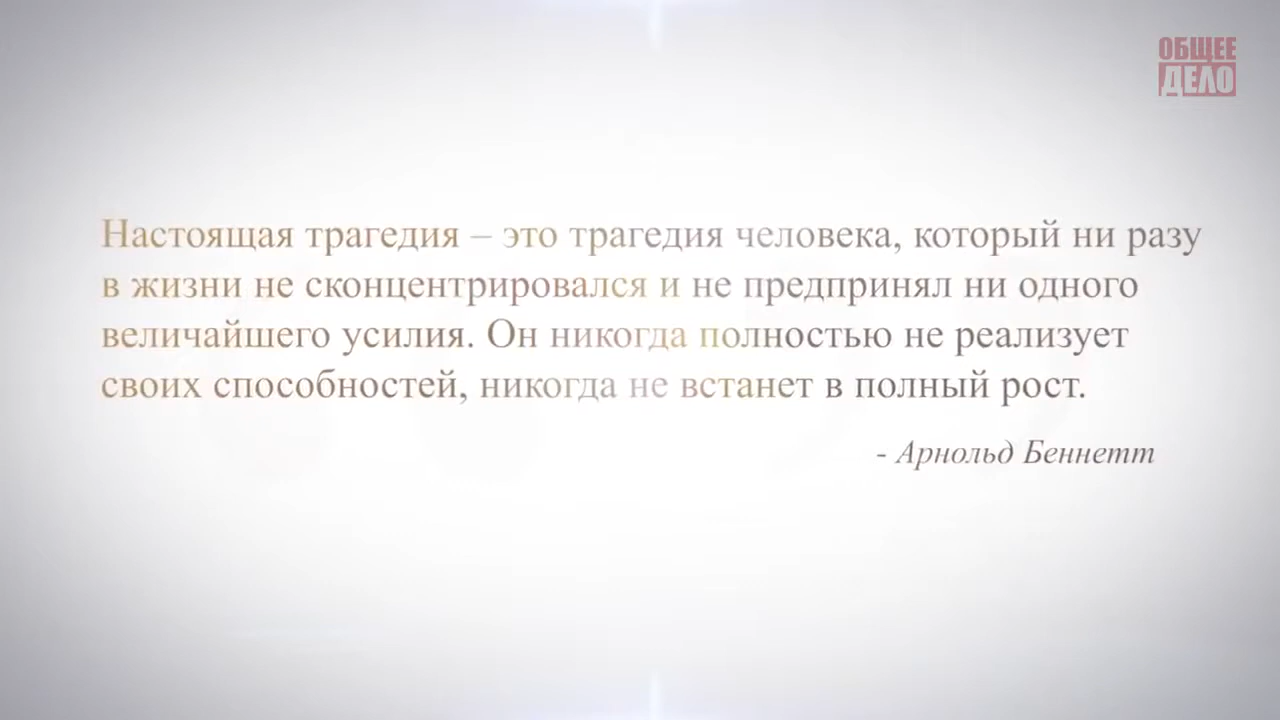 ОБЩЕЕ
ДЕЛО
Настоящая трагедия – это трагедия человека, который ни разу
в жизни не сконцентрировался и не предпринял ни одного
величайшего усилия. Он никогда полностью не реализует
своих способностей, никогда не встанет в полный рост.
- Арнольд Беннетт